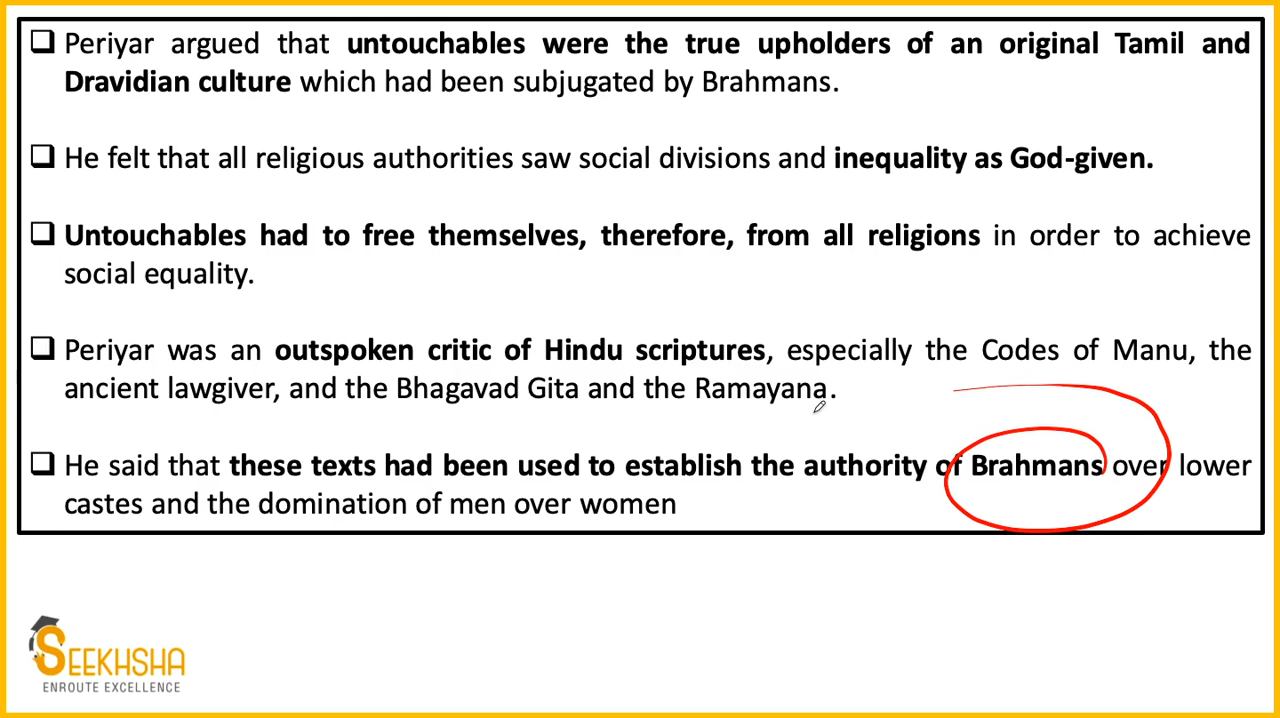 ❑ Periyar argued that untouchables were the true upholders of an original Tamil and
Dravidian culture which had been subjugated by Brahmans.
❑ He felt that all religious authorities saw social divisions and inequality as God-given.
❑ Untouchables had to free themselves, therefore, from all religions in order to achieve
social equality.
❑ Periyar was an outspoken critic of Hindu scriptures, especially the Codes of Manu, the
ancient lawgiver, and the Bhagavad Gita and the Ramayana.
❑ He said that these texts had been used to establish the authority of Brahmans over lower
castes and the domination of men over women
SEEKHSHA
ENROUTE EXCELLENCE